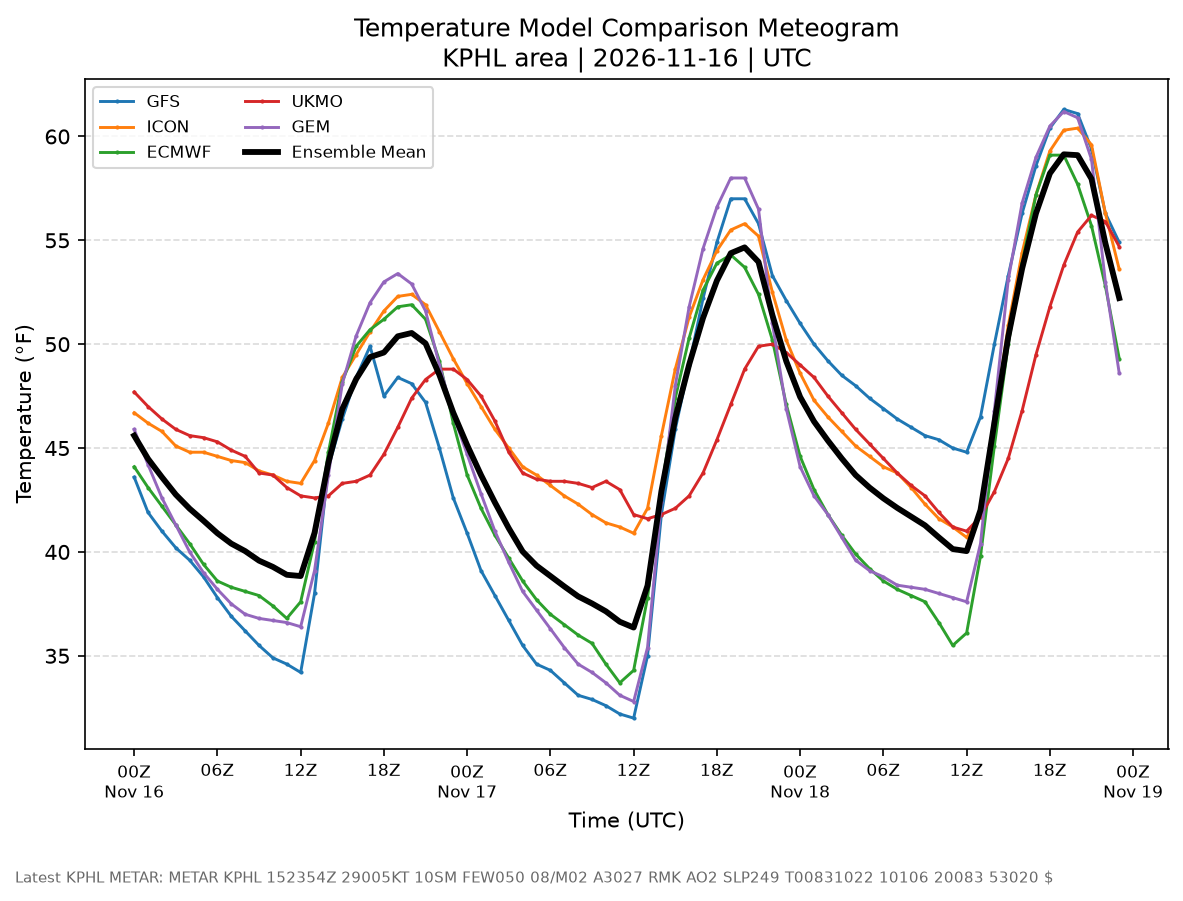 Temperature Model Comparison Meteogram
KPHL area | 2026-11-16 | UTC
GFS
ICON
ECMWF
UKMO
GEM
Ensemble Mean
Temperature (°F)
60
55
50
45
40
35
00Z
Nov 16
06Z
12Z
18Z
00Z
Nov 17
06Z
12Z
18Z
00Z
Nov 18
06Z
12Z
18Z
00Z
Nov 19
Time (UTC)
Latest KPHL METAR: METAR KPHL 152354Z 29005KT 10SM FEW050 08/M02 A3027 RMK AO2 SLP249 T00831022 10106 20083 53020 $